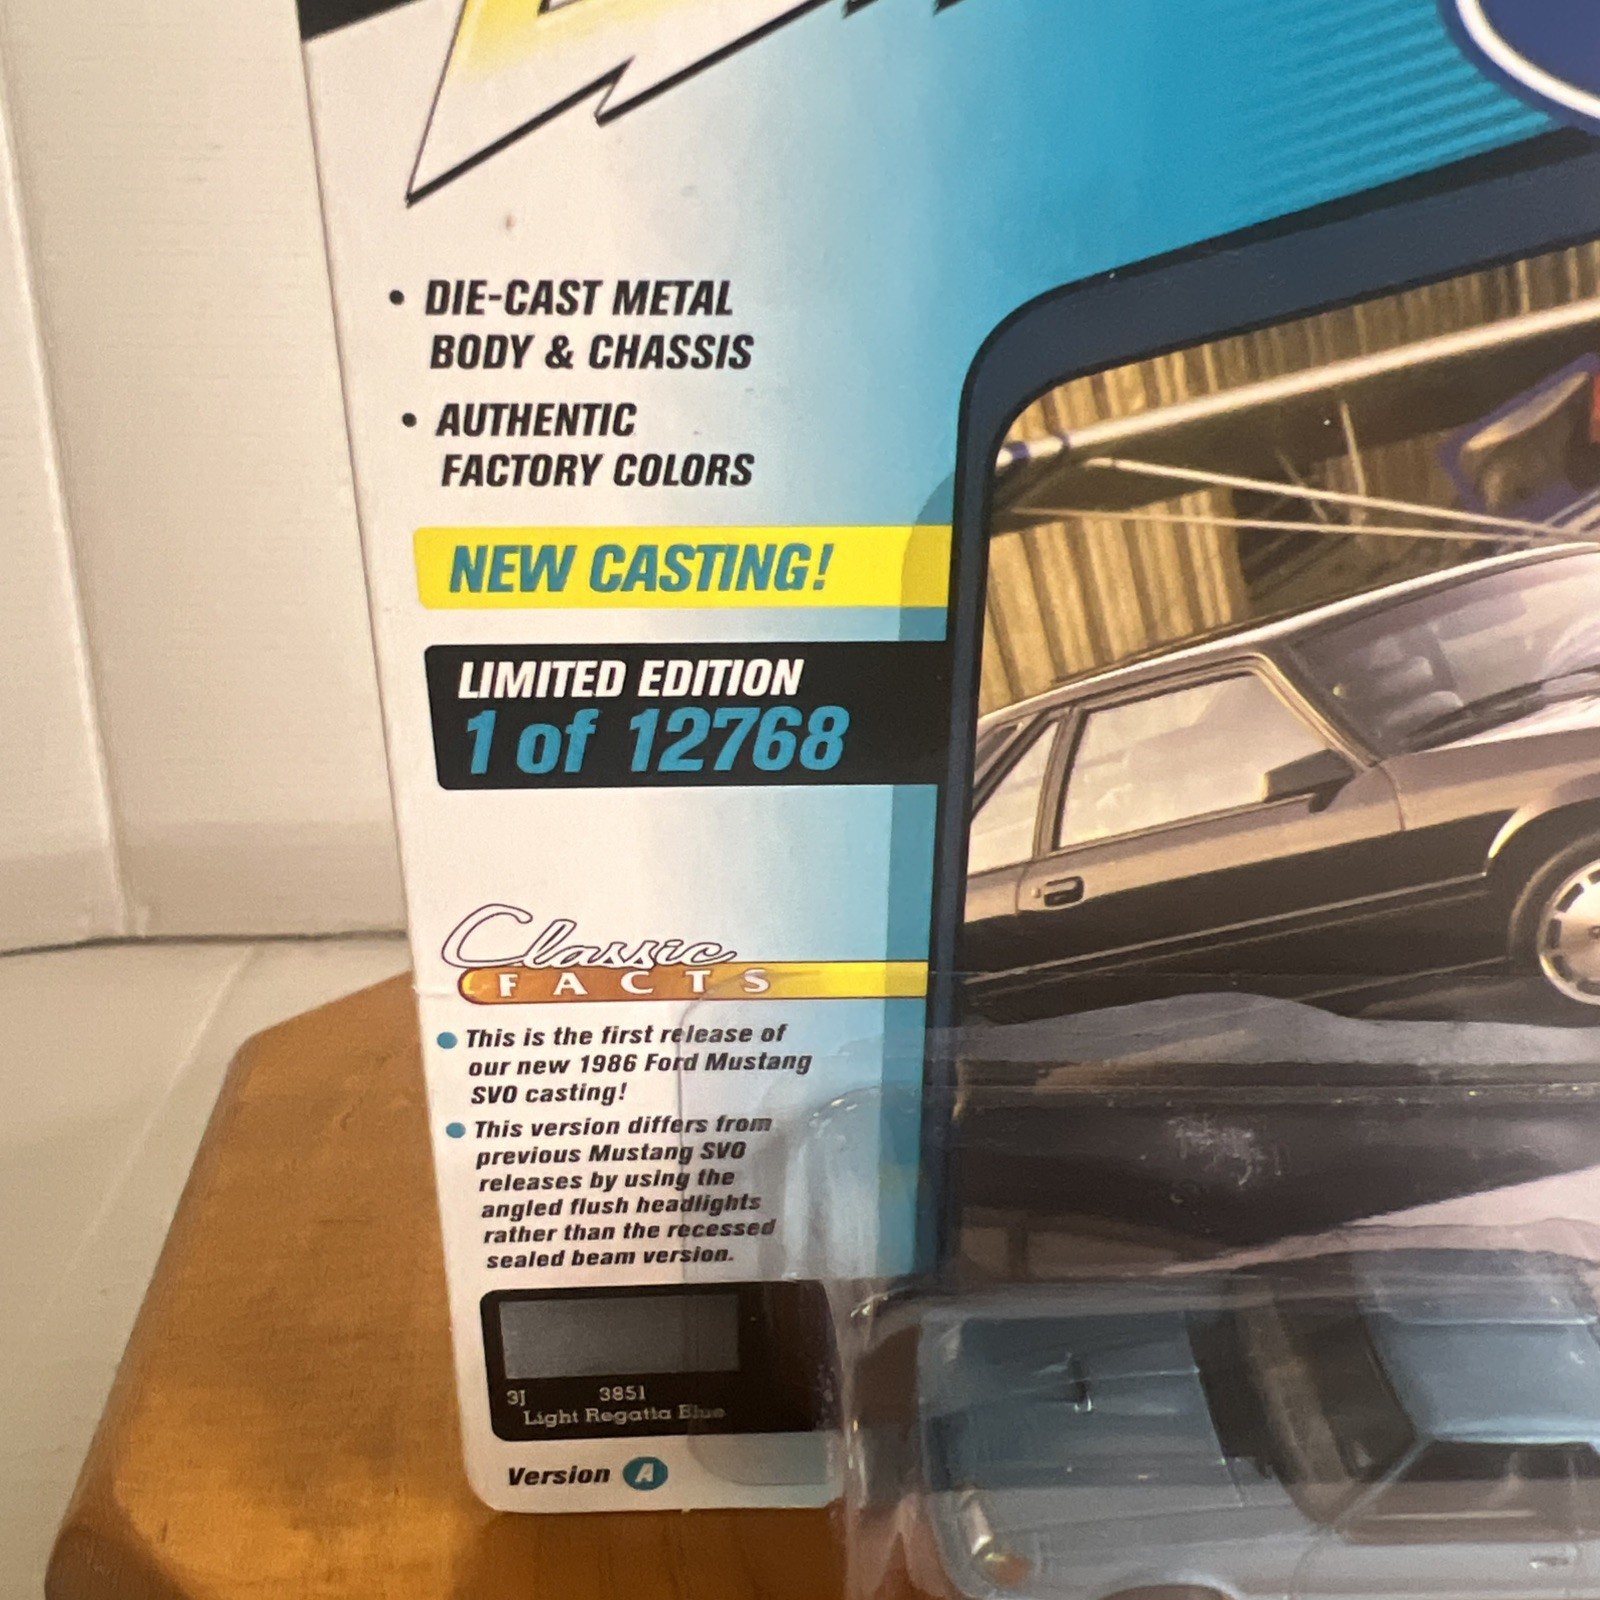 • DIE-CAST METAL
BODY & CHASSIS
• AUTHENTIC
FACTORY COLORS
NEW CASTING!
LIMITED EDITION
1 of 12768
Classic
FACTS
• This is the first release of
our new 1986 Ford Mustang
SVO casting!
• This version differs from
previous Mustang SVO
releases by using the
angled flush headlights
rather than the recessed
sealed beam version.
3J 3851
Light Regatta Blue
Version A